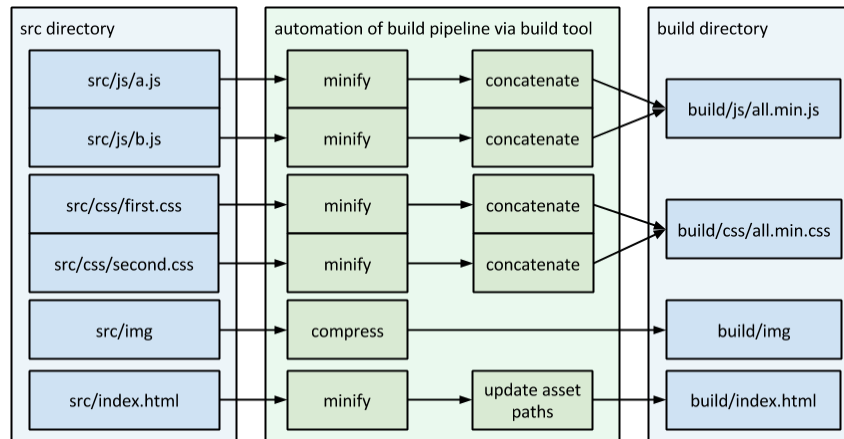 src directory
automation of build pipeline via build tool
build directory
src/js/a.js
minify
concatenate
build/js/all.min.js
src/js/b.js
minify
concatenate
src/css/first.css
minify
concatenate
build/css/all.min.css
src/css/second.css
minify
concatenate
src/img
compress
build/img
src/index.html
minify
update asset
paths
build/index.html